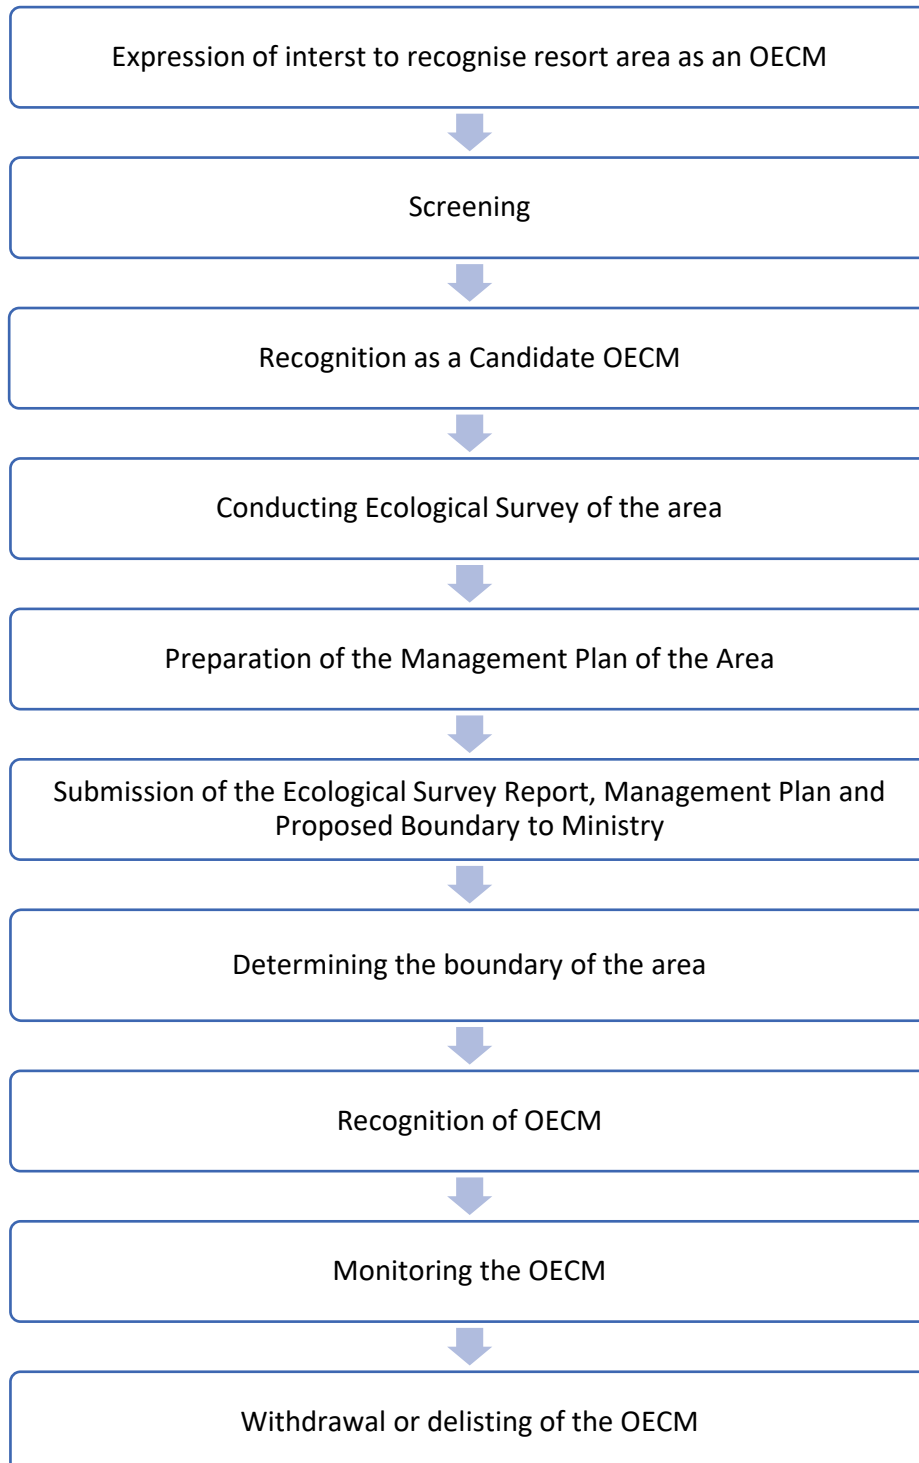 Expression of interst to recognise resort area as an OECM
Screening
Recognition as a Candidate OECM
Conducting Ecological Survey of the area
Preparation of the Management Plan of the Area
Submission of the Ecological Survey Report, Management Plan and
Proposed Boundary to Ministry
Determining the boundary of the area
Recognition of OECM
Monitoring the OECM
Withdrawal or delisting of the OECM